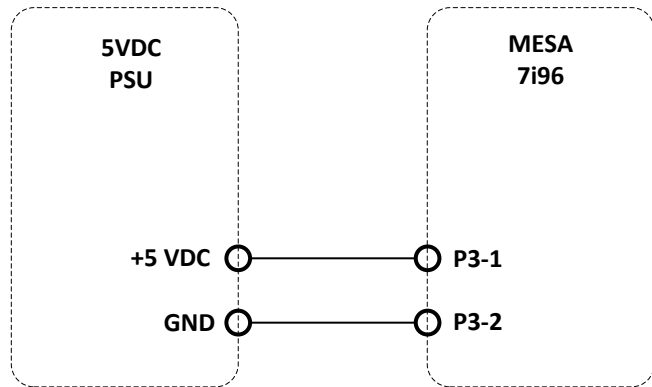 5VDC
PSU
MESA
7i96
+5 VDC
P3-1
GND
P3-2